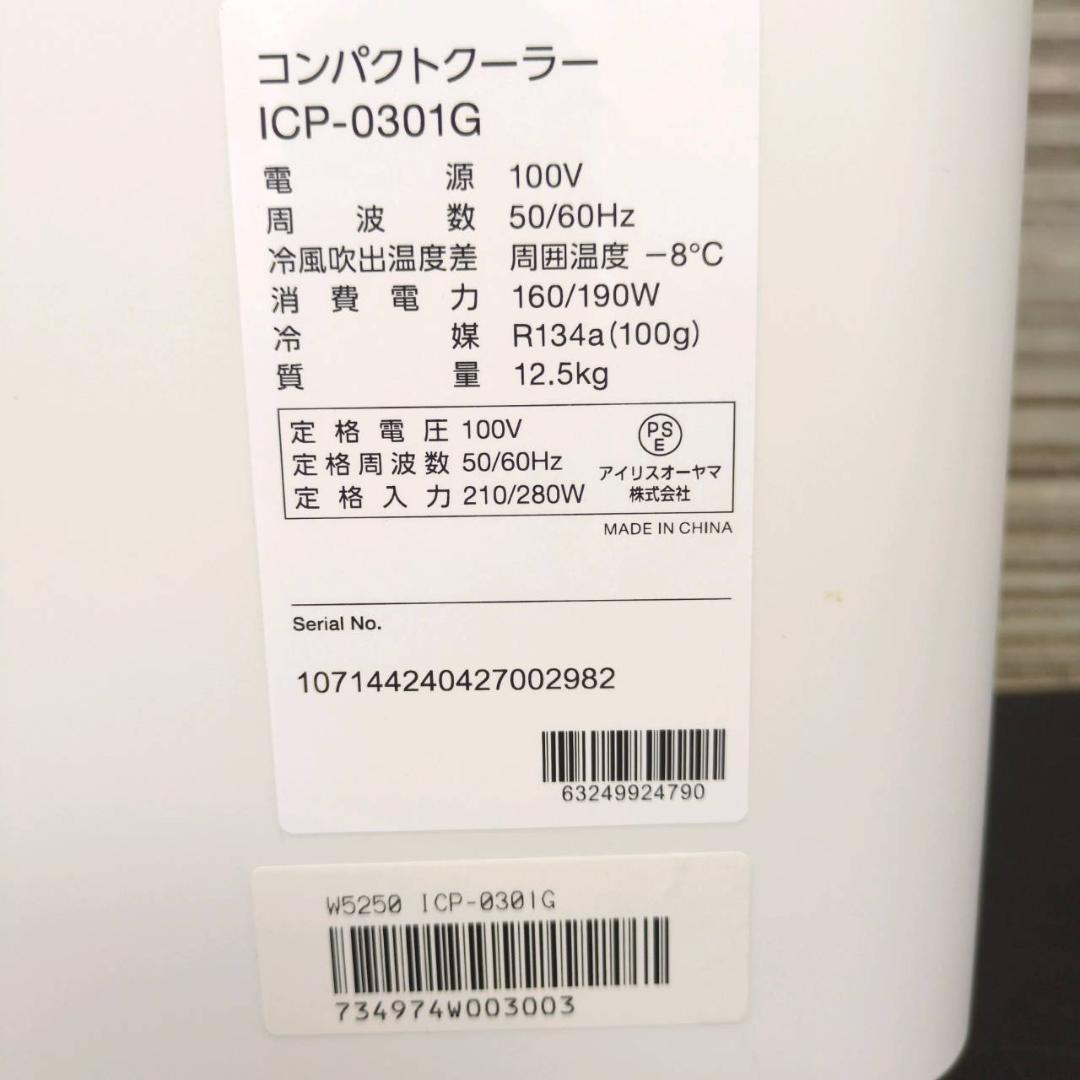 コンパクトクーラー
ICP-0301G
電源 100V
周波数 50/60Hz
冷風吹出温度差 周囲温度 −8℃
消費電力 160/190W
冷媒 R134a(100g)
質量 12.5kg
定格電圧 100V
定格周波数 50/60Hz
定格入力 210/280W
PS
E
アイリスオーヤマ
株式会社
MADE IN CHINA
Serial No.
107144240427002982
63249924790
W5250 ICP-0301G
734974W003003